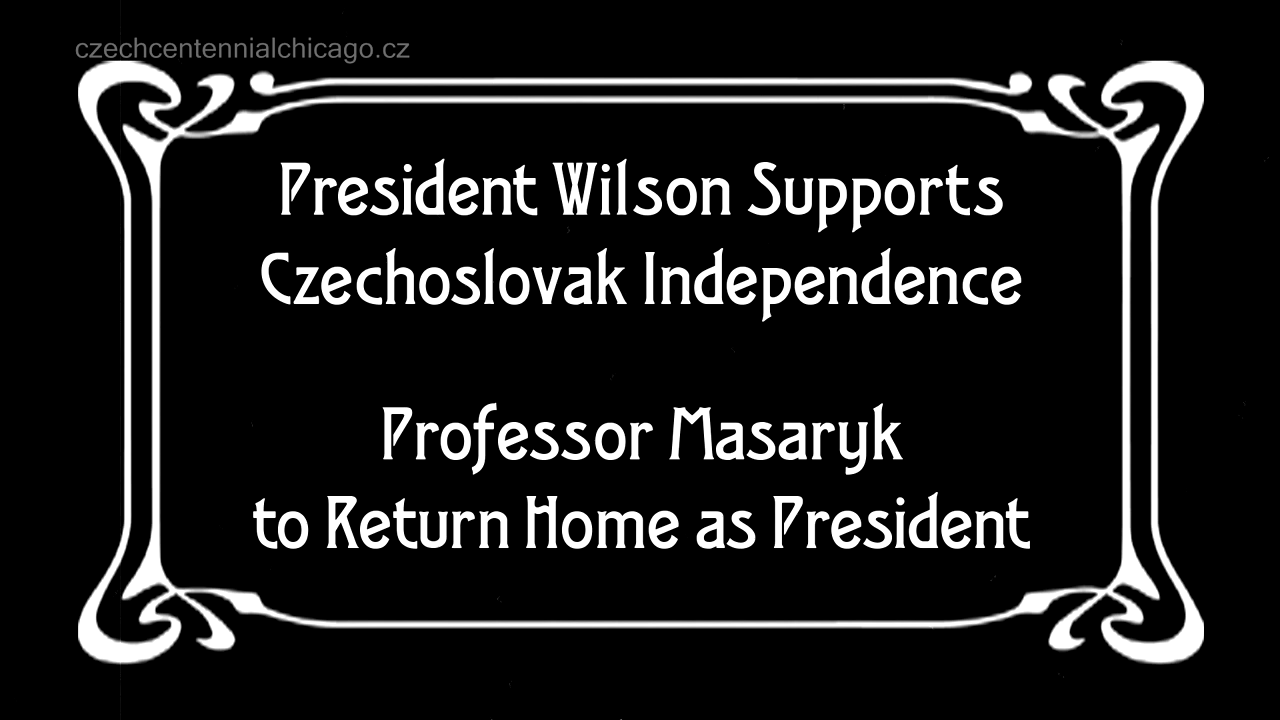 czechcentennialchicago.cz
President Wilson Supports
Czechoslovak Independence
Professor Masaryk
to Return Home as President